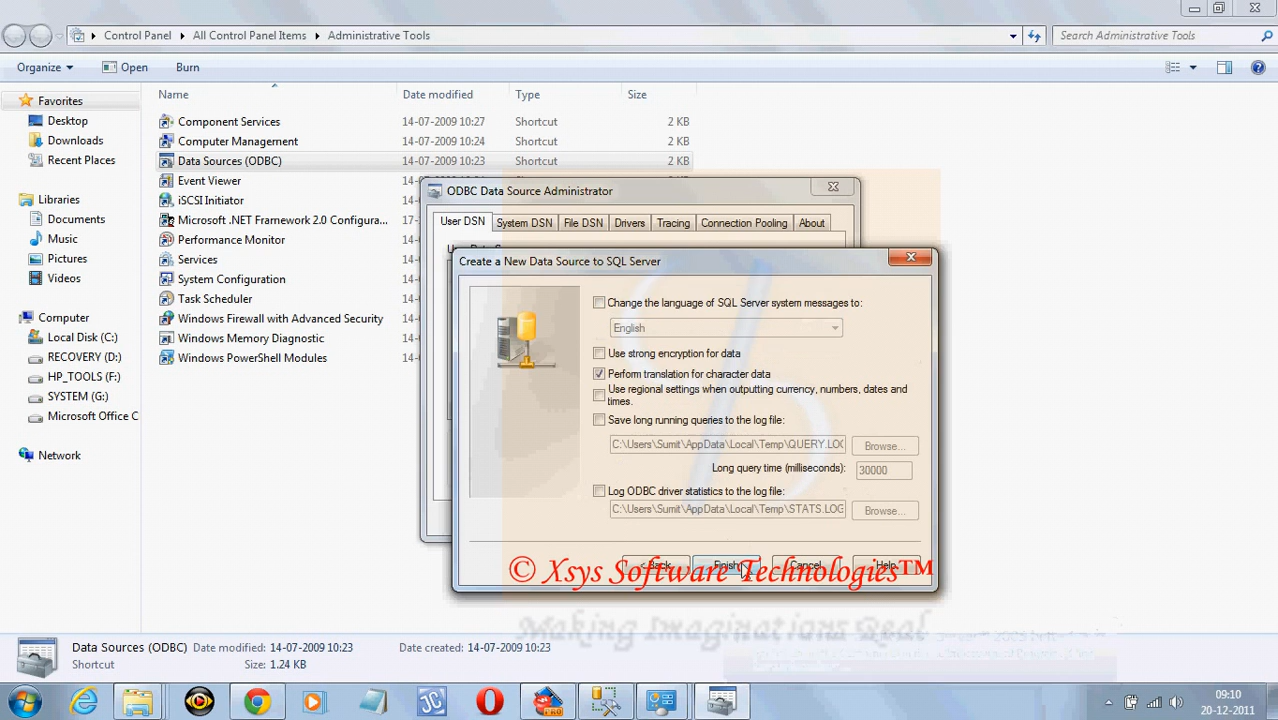 Control Panel
All Control Panel Items
Administrative Tools
Search Administrative Tools
Organize
Open
Burn
Name
Date modified
Type
Size
Favorites
Desktop
Downloads
Recent Places
Libraries
Documents
Music
Pictures
Videos
Computer
Local Disk (C:)
RECOVERY (D:)
HP_TOOLS (F:)
SYSTEM (G:)
Microsoft Office C
Network
Component Services 14-07-2009 10:27 Shortcut 2 KB
Computer Management 14-07-2009 10:24 Shortcut 2 KB
Data Sources (ODBC) 14-07-2009 10:23 Shortcut 2 KB
Event Viewer
iSCSI Initiator
Microsoft .NET Framework 2.0 Configura...
Performance Monitor
Services
System Configuration
Task Scheduler
Windows Firewall with Advanced Security
Windows Memory Diagnostic
Windows PowerShell Modules
ODBC Data Source Administrator
User DSN
System DSN
File DSN
Drivers
Tracing
Connection Pooling
About
Create a New Data Source to SQL Server
Change the language of SQL Server system messages to:
English
Use strong encryption for data
Perform translation for character data
Use regional settings when outputting currency, numbers, dates and
times.
Save long running queries to the log file:
C:\Users\Sumit\AppData\Local\Temp\QUERY.LOG
Browse...
Long query time (milliseconds):
30000
Log ODBC driver statistics to the log file:
C:\Users\Sumit\AppData\Local\Temp\STATS.LOG
Browse...
< Back
Finish
Cancel
Help
© Xsys Software Technologies™
Making Imaginations Real
Data Sources (ODBC) Date modified: 14-07-2009 10:23 Date created: 14-07-2009 10:23
Shortcut Size: 1.24 KB
09:10
20-12-2011